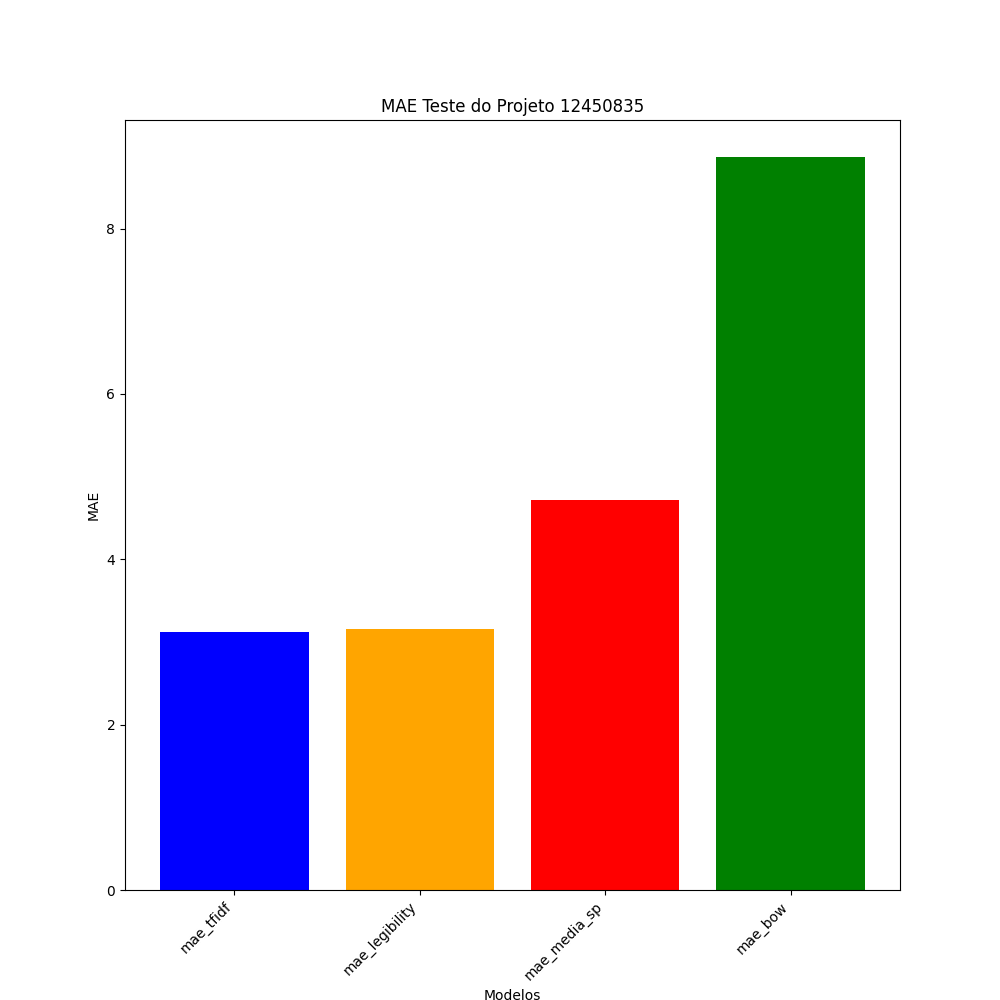 MAE Teste do Projeto 12450835
8
6
MAE
4
2
0
mae_tfidf
mae_legibility
mae_media_sp
mae_bow
Modelos